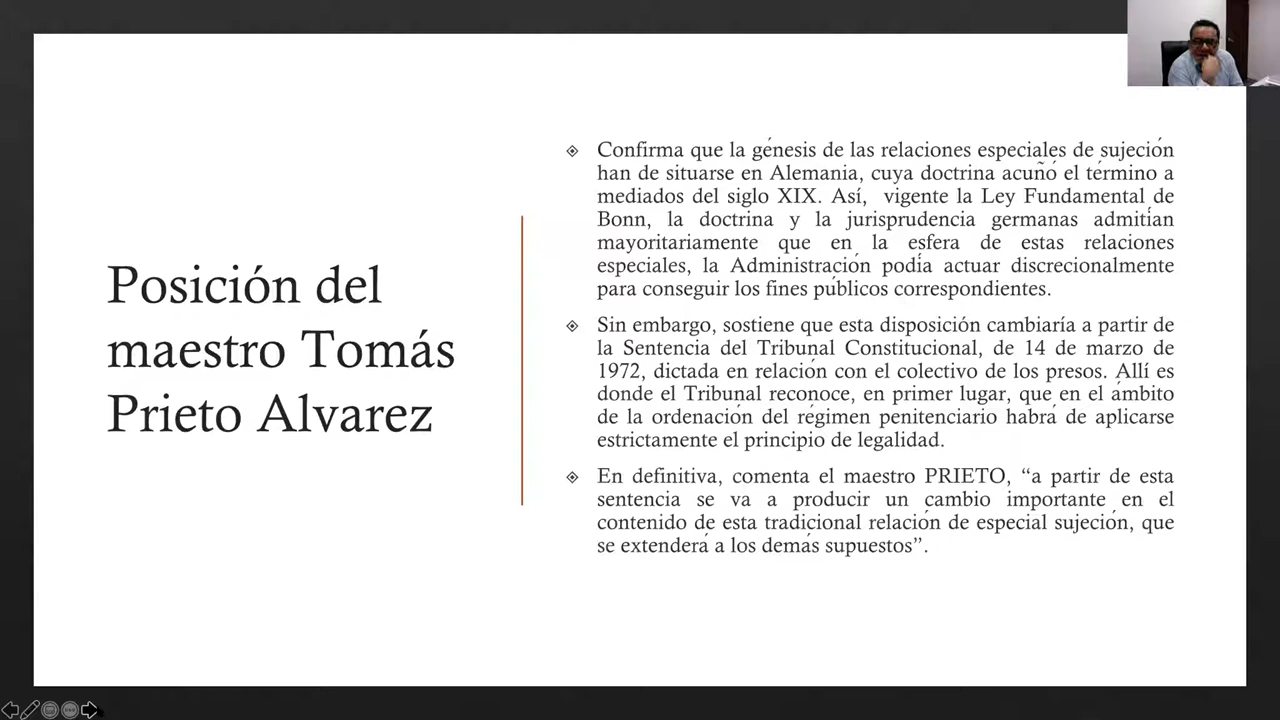 Posición del
maestro Tomás
Prieto Alvarez
Confirma que la génesis de las relaciones especiales de sujeción
han de situarse en Alemania, cuya doctrina acuñó el término a
mediados del siglo XIX. Así, vigente la Ley Fundamental de
Bonn, la doctrina y la jurisprudencia germanas admitían
mayoritariamente que en la esfera de estas relaciones
especiales, la Administración podía actuar discrecionalmente
para conseguir los fines públicos correspondientes.
Sin embargo, sostiene que esta disposición cambiaría a partir de
la Sentencia del Tribunal Constitucional, de 14 de marzo de
1972, dictada en relación con el colectivo de los presos. Allí es
donde el Tribunal reconoce, en primer lugar, que en el ámbito
de la ordenación del régimen penitenciario habrá de aplicarse
estrictamente el principio de legalidad.
En definitiva, comenta el maestro PRIETO, “a partir de esta
sentencia se va a producir un cambio importante en el
contenido de esta tradicional relación de especial sujeción, que
se extenderá a los demás supuestos”.